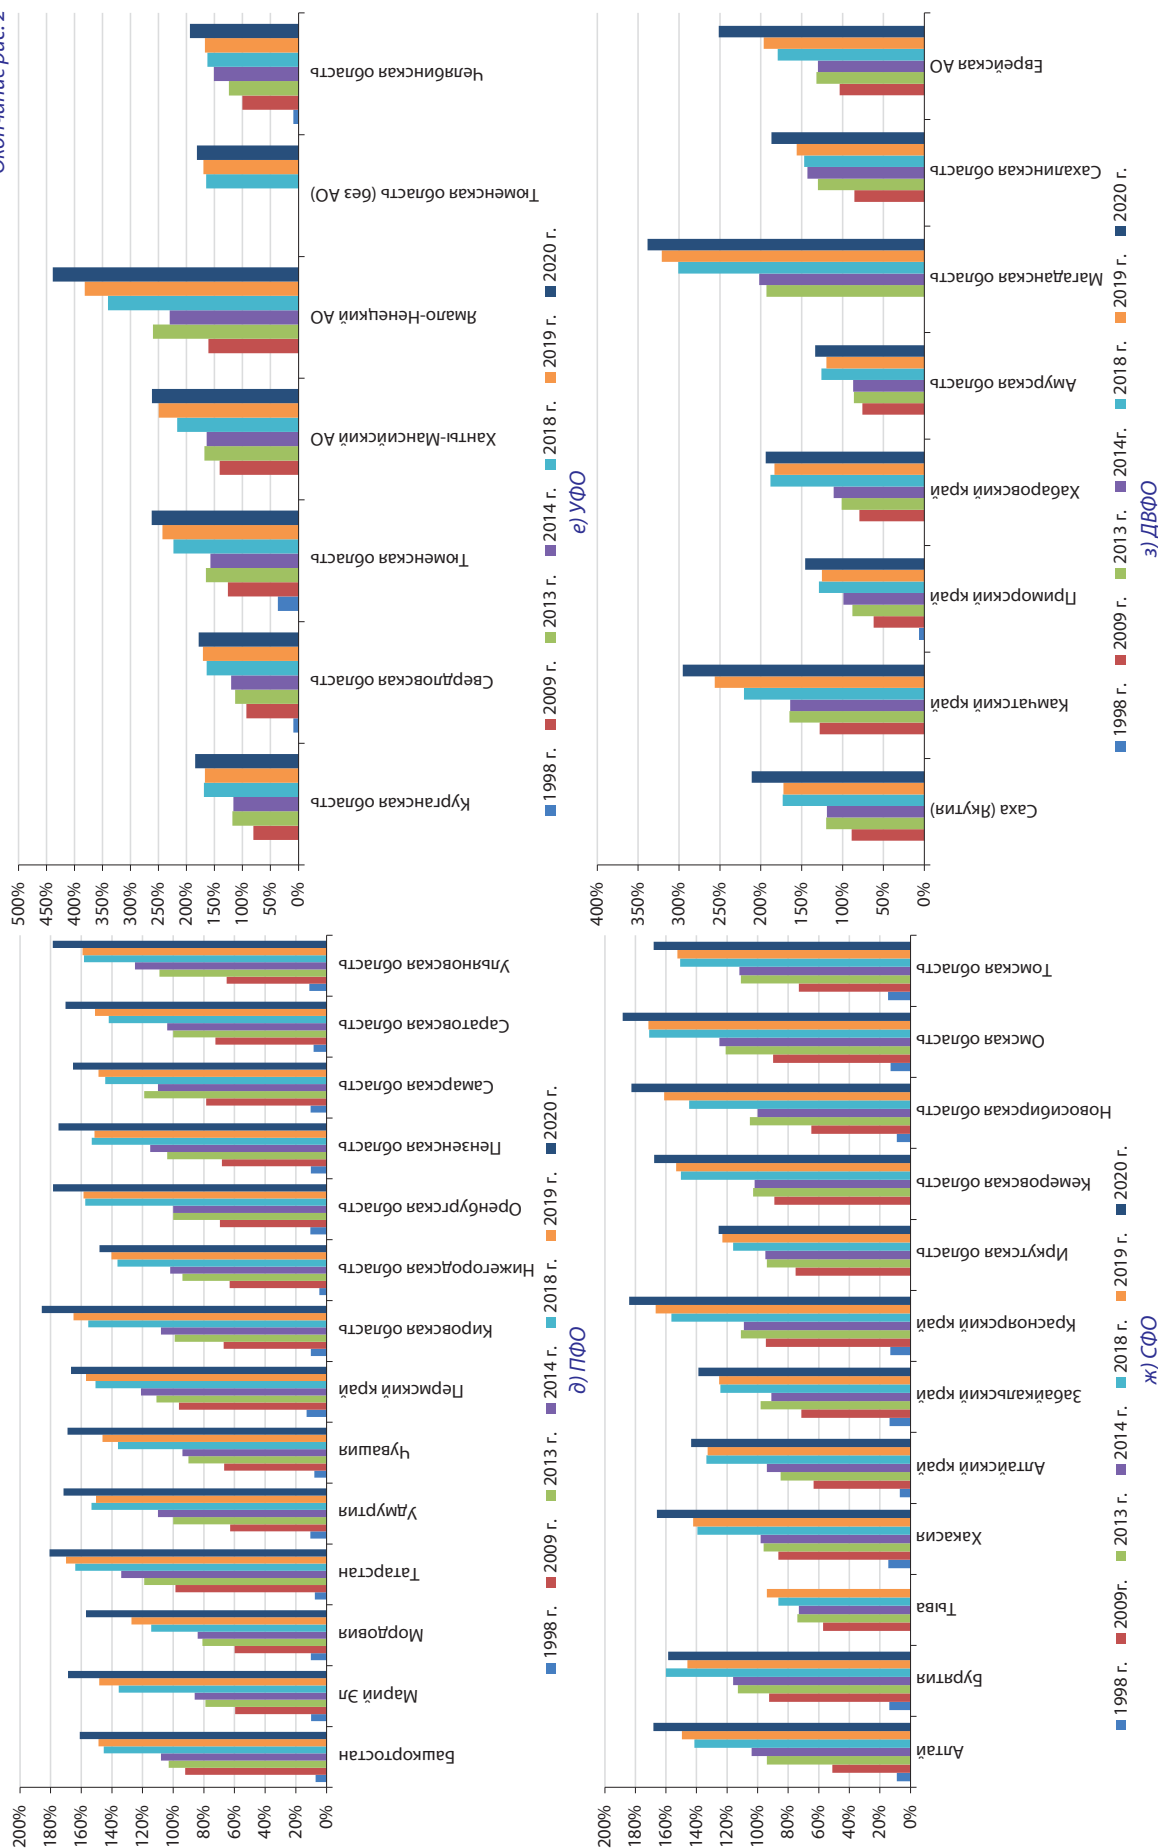 Окончание рис. 2
200%
180%
160%
140%
120%
100%
80%
60%
40%
20%
0%
Башкортостан
Марий Эл
Мордовия
Татарстан
Удмуртия
Чувашия
Пермский край
Кировская область
Нижегородская область
Оренбургская область
Пензенская область
Самарская область
Саратовская область
Ульяновская область
1998 г. 2009 г. 2013 г. 2014 г. 2018 г. 2019 г. 2020 г.
д) ПФО
500%
450%
400%
350%
300%
250%
200%
150%
100%
50%
0%
Курганская область
Свердловская область
Тюменская область
Ханты-Мансийский АО
Ямало-Ненецкий АО
Тюменская область (без АО)
Челябинская область
1998 г. 2009 г. 2013 г. 2014 г. 2018 г. 2019 г. 2020 г.
е) УФО
200%
180%
160%
140%
120%
100%
80%
60%
40%
20%
0%
Алтай
Бурятия
Тыва
Хакасия
Алтайский край
Забайкальский край
Красноярский край
Иркутская область
Кемеровская область
Новосибирская область
Омская область
Томская область
1998 г. 2009г. 2013 г. 2014 г. 2018 г. 2019 г. 2020 г.
ж) СФО
400%
350%
300%
250%
200%
150%
100%
50%
0%
Саха (Якутия)
Камчатский край
Приморский край
Хабаровский край
Амурская область
Магаданская область
Сахалинская область
Еврейская АО
1998 г. 2009 г. 2013 г. 2014г. 2018 г. 2019 г. 2020 г.
з) ДВФО